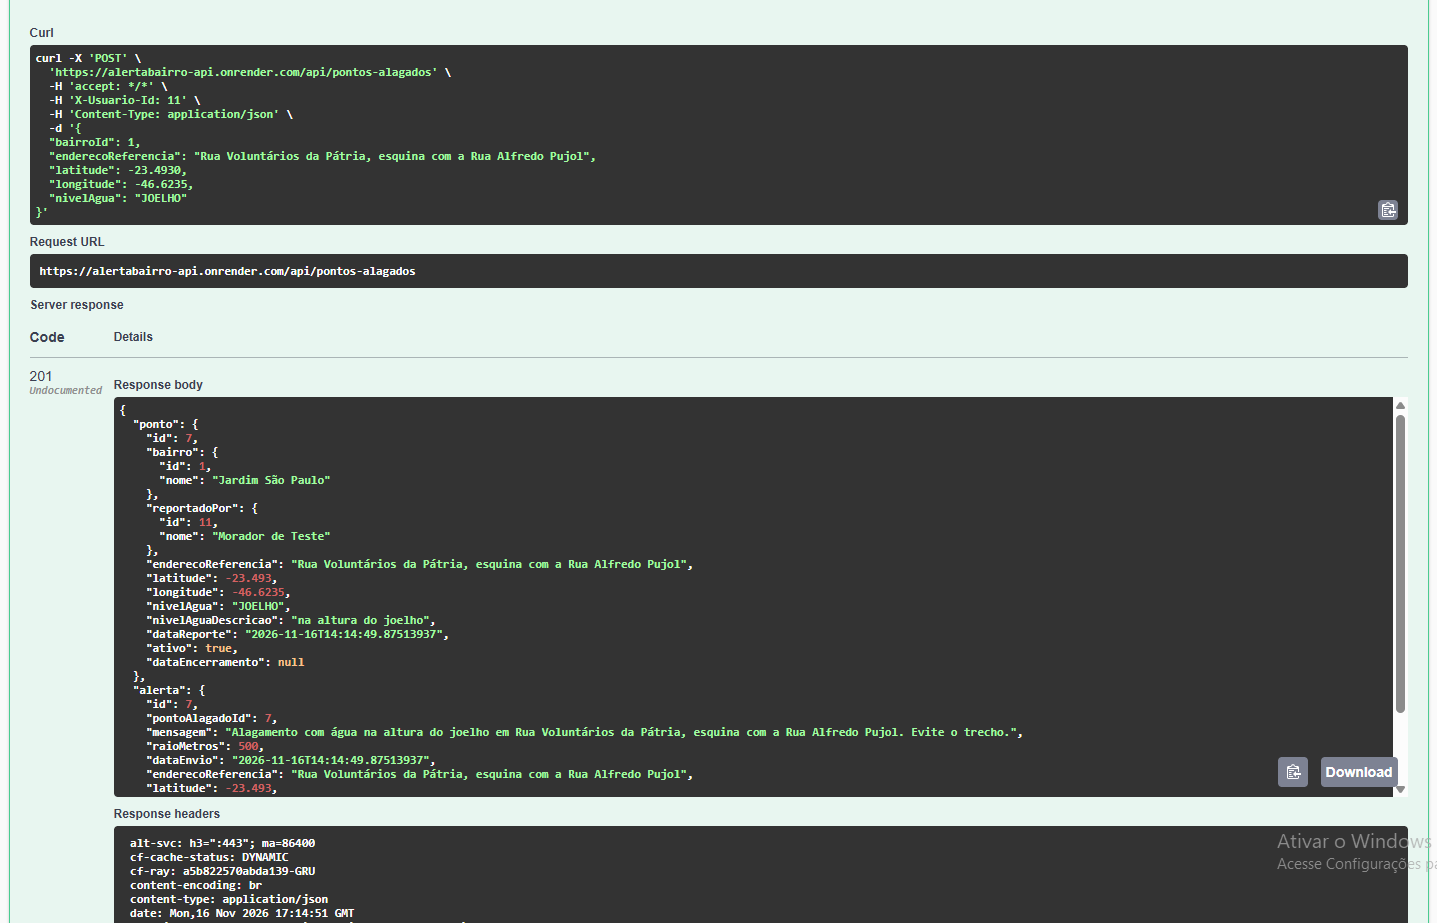 Curl
curl -X 'POST' \
'https://alertabairro-api.onrender.com/api/pontos-alagados' \
-H 'accept: */*' \
-H 'X-Usuario-Id: 11' \
-H 'Content-Type: application/json' \
-d '{
"bairroId": 1,
"enderecoReferencia": "Rua Voluntários da Pátria, esquina com a Rua Alfredo Pujol",
"latitude": -23.4930,
"longitude": -46.6235,
"nivelAgua": "JOELHO"
}'
Request URL
https://alertabairro-api.onrender.com/api/pontos-alagados
Server response
Code Details
201
Undocumented
Response body
{
"ponto": {
"id": 7,
"bairro": {
"id": 1,
"nome": "Jardim São Paulo"
},
"reportadoPor": {
"id": 11,
"nome": "Morador de Teste"
},
"enderecoReferencia": "Rua Voluntários da Pátria, esquina com a Rua Alfredo Pujol",
"latitude": -23.493,
"longitude": -46.6235,
"nivelAgua": "JOELHO",
"nivelAguaDescricao": "na altura do joelho",
"dataReporte": "2026-11-16T14:14:49.87513937",
"ativo": true,
"dataEncerramento": null
},
"alerta": {
"id": 7,
"pontoAlagadoId": 7,
"mensagem": "Alagamento com água na altura do joelho em Rua Voluntários da Pátria, esquina com a Rua Alfredo Pujol. Evite o trecho.",
"raioMetros": 500,
"dataEnvio": "2026-11-16T14:14:49.87513937",
"enderecoReferencia": "Rua Voluntários da Pátria, esquina com a Rua Alfredo Pujol",
"latitude": -23.493,
Download
Response headers
alt-svc: h3=":443"; ma=86400
cf-cache-status: DYNAMIC
cf-ray: a5b822570abda139-GRU
content-encoding: br
content-type: application/json
date: Mon,16 Nov 2026 17:14:51 GMT
Ativar o Windows
Acesse Configurações